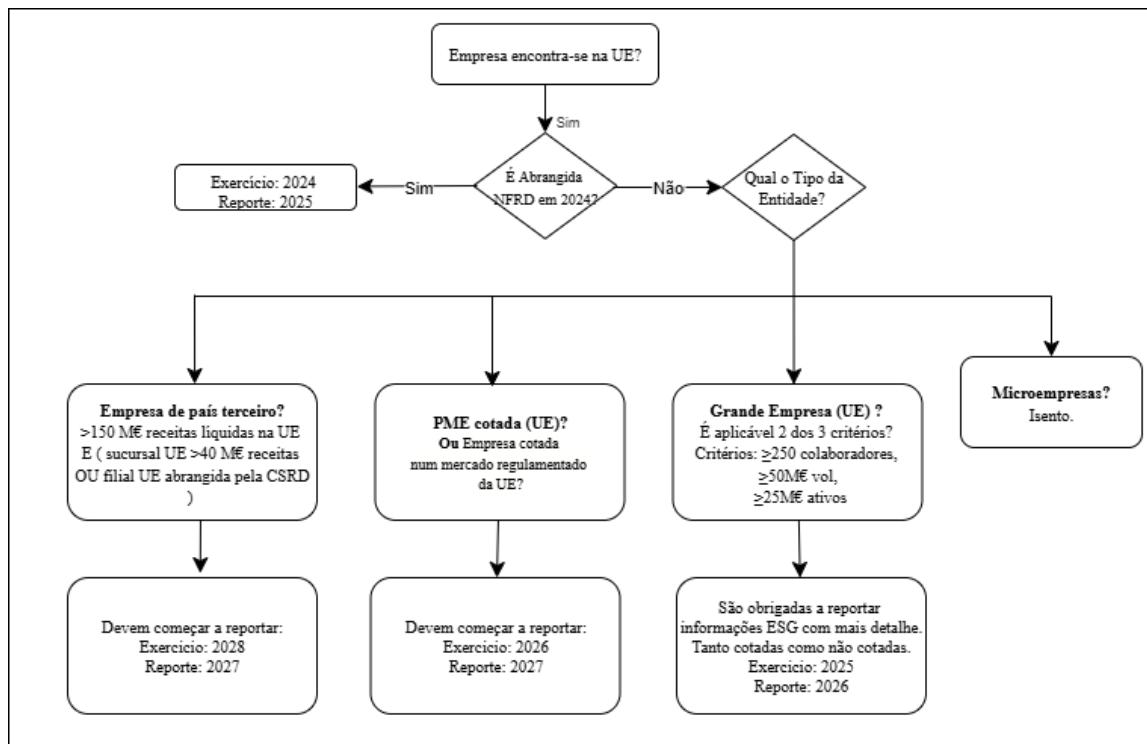 Empresa encontra-se na UE?
Sim
É Abrangida
NFRD em 2024?
Sim
Não
Exercício: 2024
Reporte: 2025
Qual o Tipo da
Entidade?
Empresa de país terceiro?
>150 M€ receitas liquidas na UE
E ( sucursal UE >40 M€ receitas
OU filial UE abrangida pela CSRD
)
PME cotada (UE)?
Ou Empresa cotada
num mercado regulamentado
da UE?
Grande Empresa (UE) ?
É aplicável 2 dos 3 critérios?
Critérios: ≥250 colaboradores,
≥50M€ vol,
≥25M€ ativos
Microempresas?
Isento.
Devem começar a reportar:
Exercicio: 2028
Reporte: 2027
Devem começar a reportar:
Exercicio: 2026
Reporte: 2027
São obrigadas a reportar
informações ESG com mais detalhe.
Tanto cotadas como não cotadas.
Exercicio: 2025
Reporte: 2026